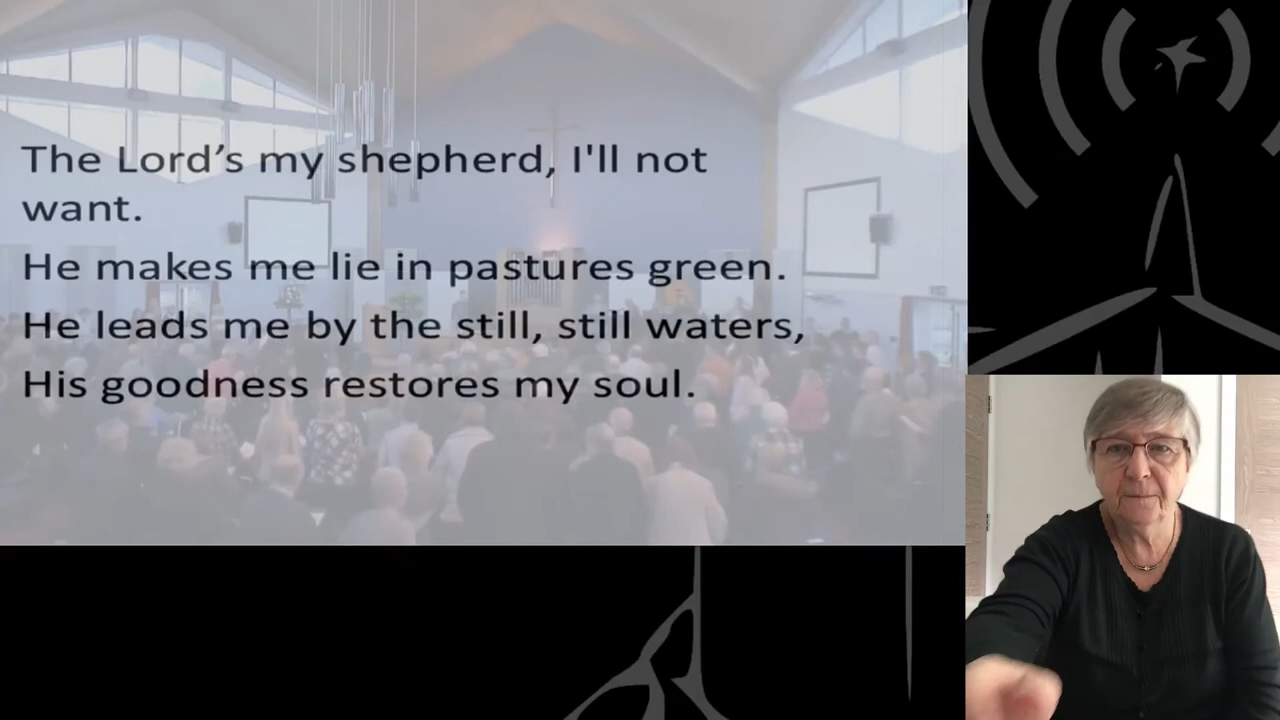 The Lord’s my shepherd, I'll not
want.
He makes me lie in pastures green.
He leads me by the still, still waters,
His goodness restores my soul.